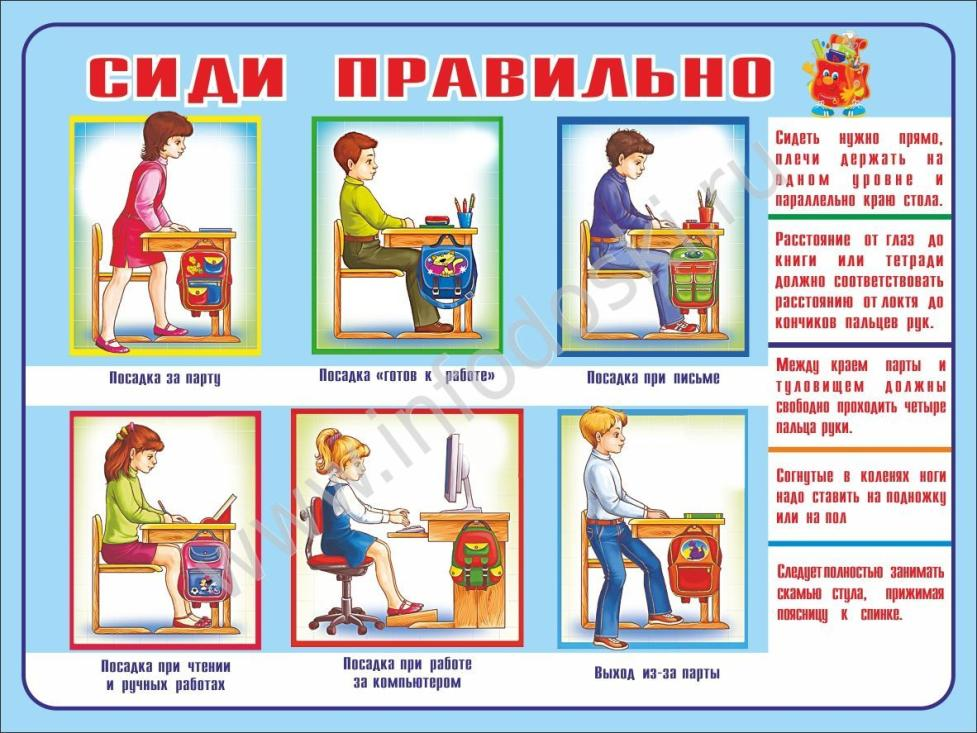 СИДИ ПРАВИЛЬНО
Посадка за парту
Посадка «готов к работе»
Посадка при письме
Посадка при чтении
и ручных работах
Посадка при работе
за компьютером
Выход из-за парты
Сидеть нужно прямо,
плечи держать на
одном уровне и
параллельно краю стола.
Расстояние от глаз до
книги или тетради
должно соответствовать
расстоянию от локтя до
кончиков пальцев рук.
Между краем парты и
туловищем должны
свободно проходить четыре
пальца руки.
Согнутые в коленях ноги
надо ставить на подножку
или на пол
Следует полностью занимать
скамью стула, прижимая
поясницу к спинке.
www.infodoski.ru